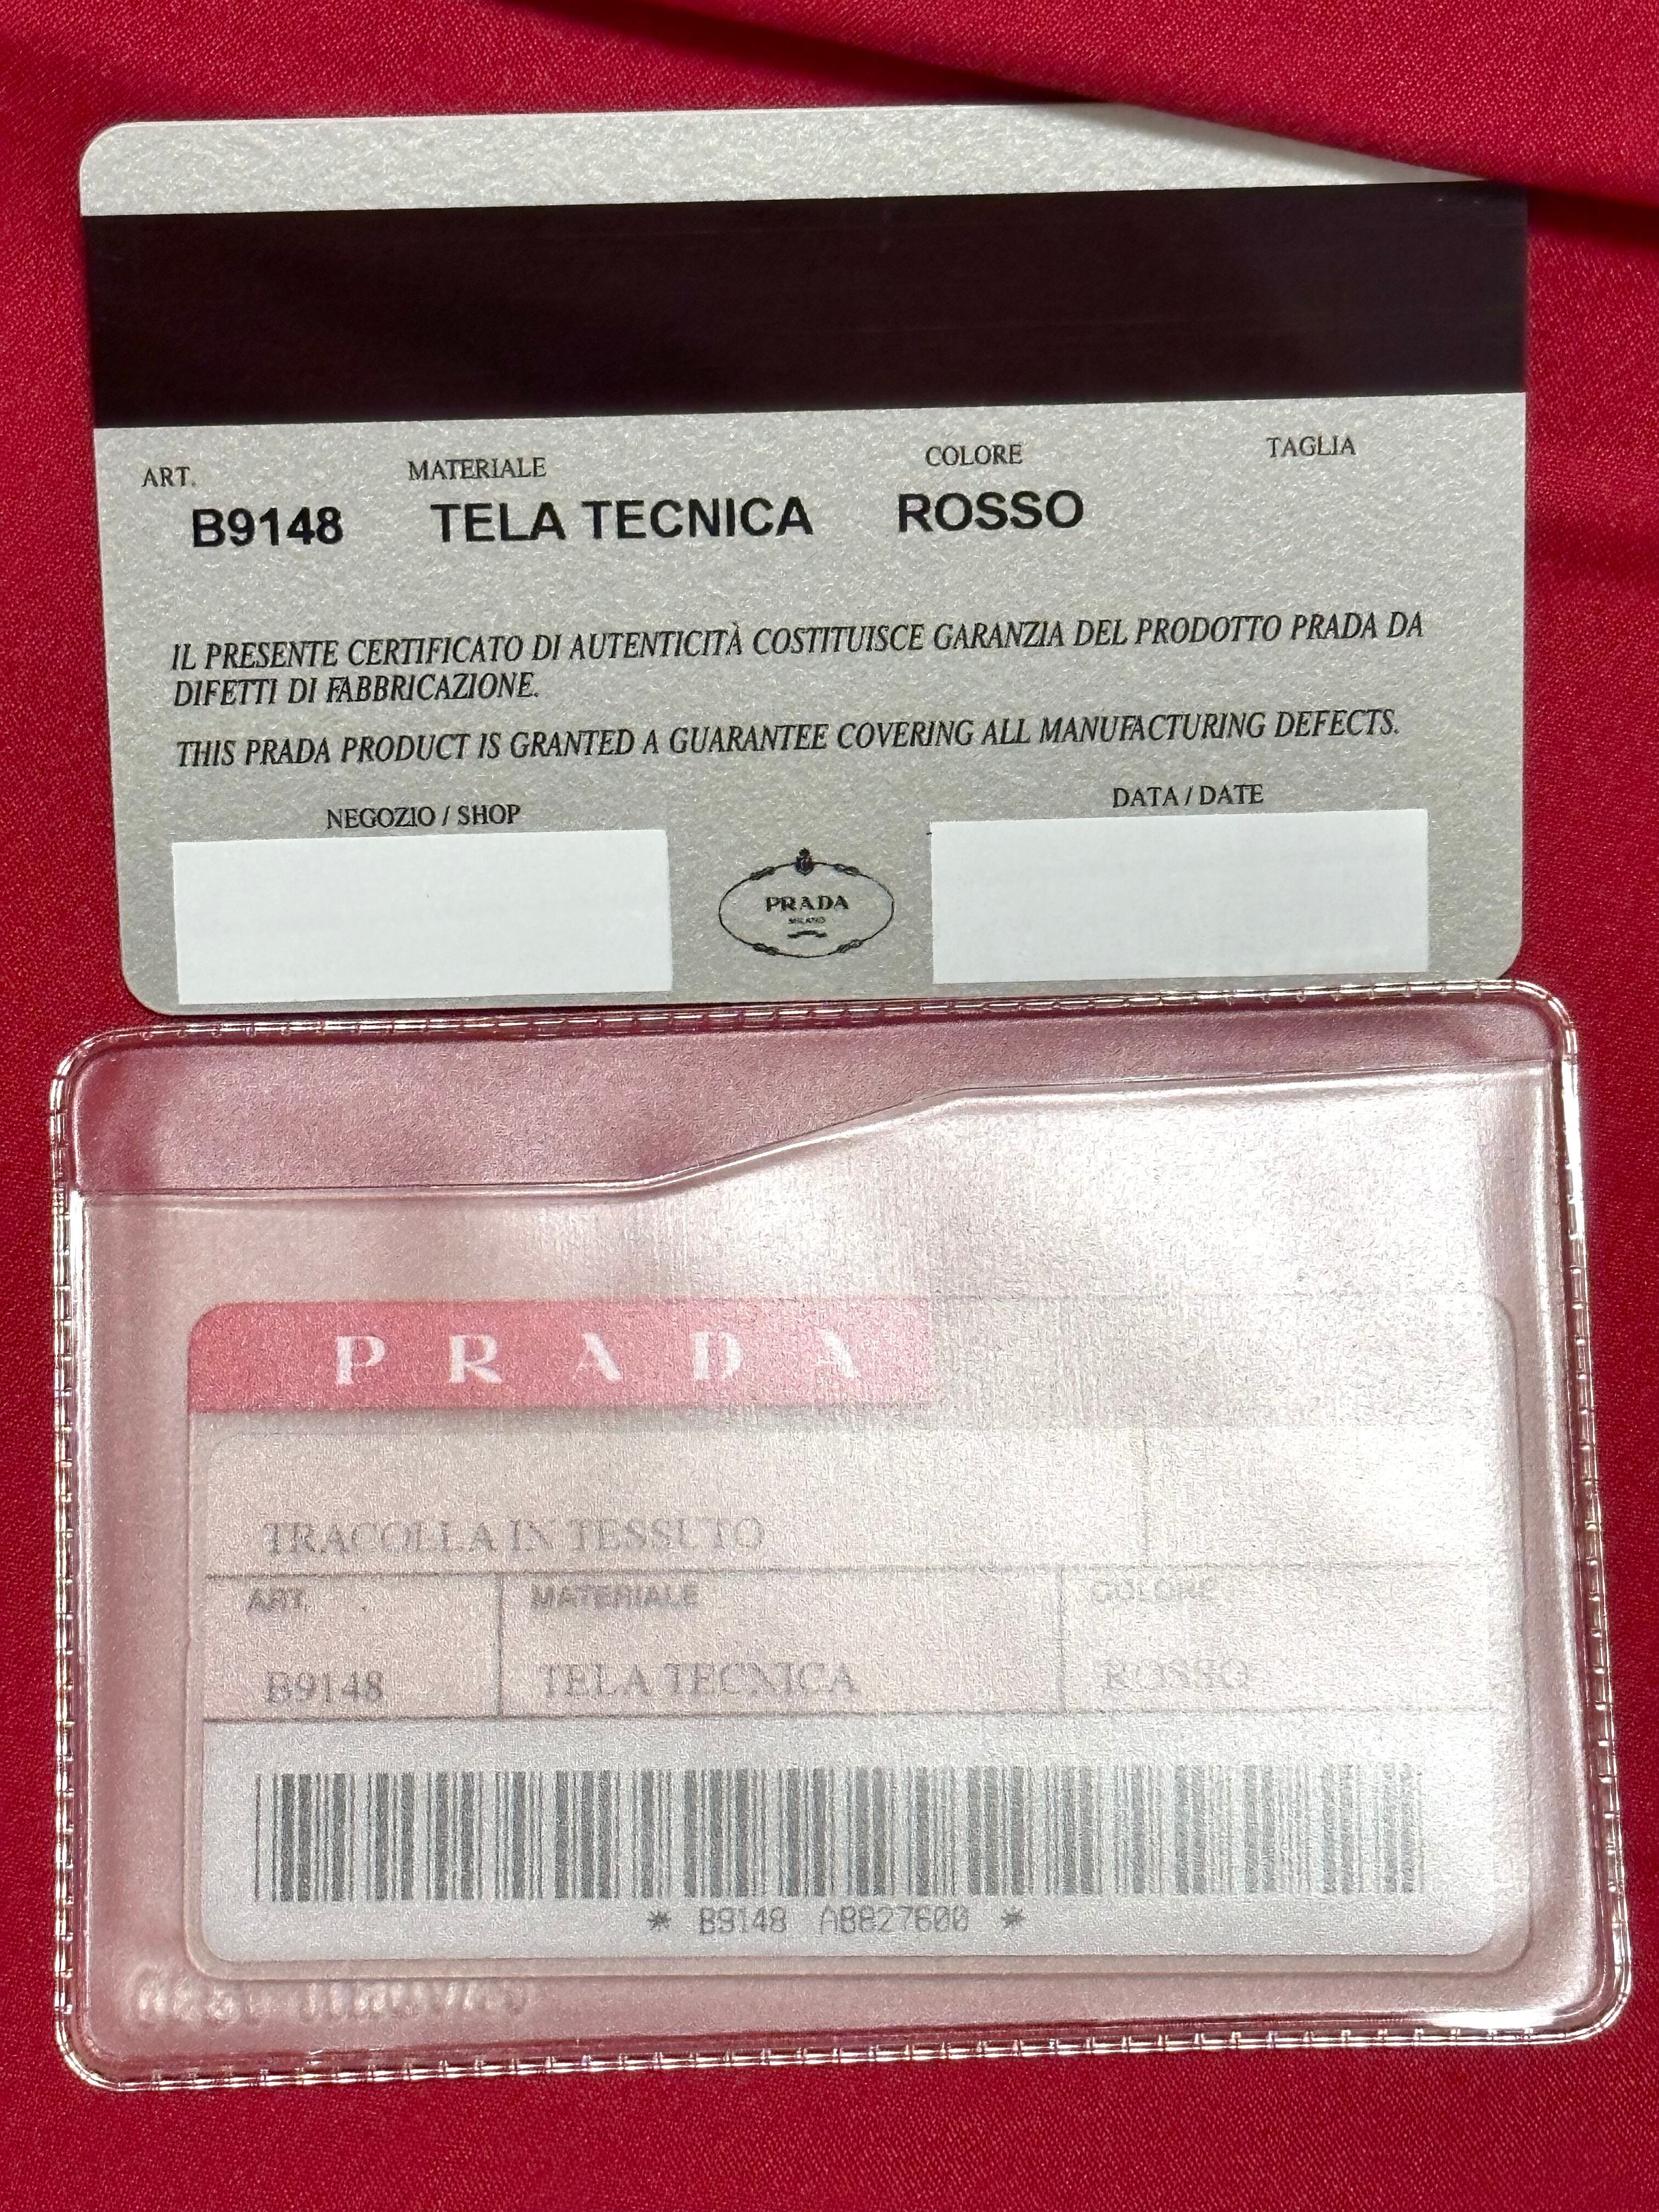 ART. MATERIALE COLORE TAGLIA
B9148 TELA TECNICA ROSSO
IL PRESENTE CERTIFICATO DI AUTENTICITÀ COSTITUISCE GARANZIA DEL PRODOTTO PRADA DA
DIFETTI DI FABBRICAZIONE.
THIS PRADA PRODUCT IS GRANTED A GUARANTEE COVERING ALL MANUFACTURING DEFECTS.
NEGOZIO / SHOP DATA / DATE
PRADA
MILANO
PRADA
TRACOLLA IN TESSUTO
ART. MATERIALE COLORE
B9148 TELA TECNICA ROSSO
* B9148 AB827600 *